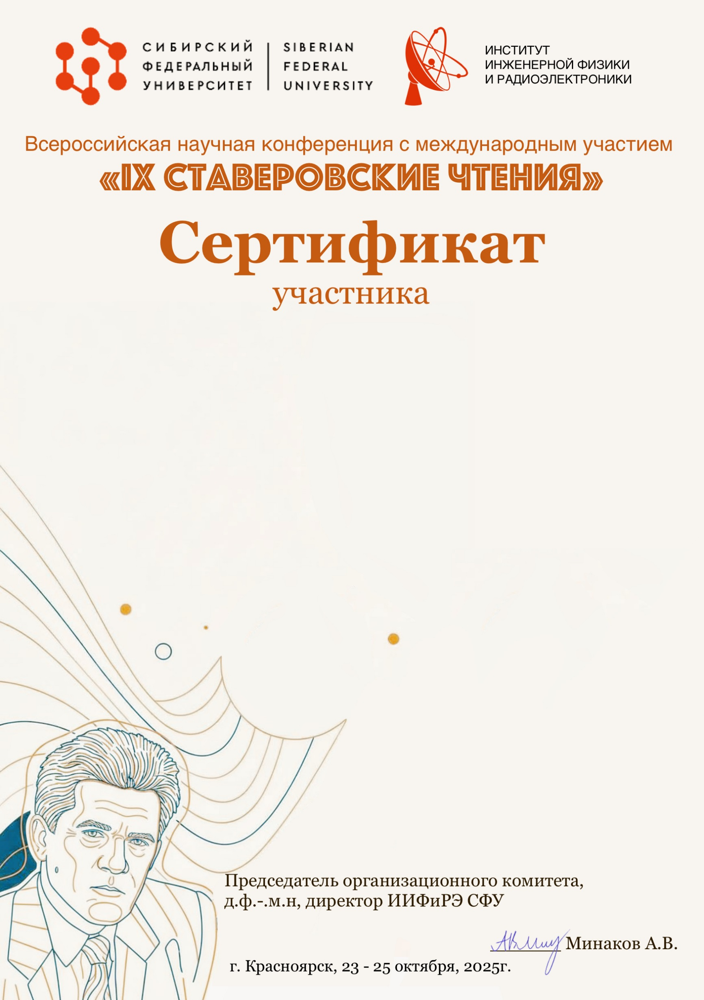 СИБИРСКИЙ
ФЕДЕРАЛЬНЫЙ
УНИВЕРСИТЕТ
SIBERIAN
FEDERAL
UNIVERSITY
ИНСТИТУТ
ИНЖЕНЕРНОЙ ФИЗИКИ
И РАДИОЭЛЕКТРОНИКИ
Всероссийская научная конференция с международным участием
«IX СТАВЕРОВСКИЕ ЧТЕНИЯ»
Сертификат
участника
Председатель организационного комитета,
д.ф.-.м.н, директор ИИФиРЭ СФУ
Минаков А.В.
г. Красноярск, 23 - 25 октября, 2025г.